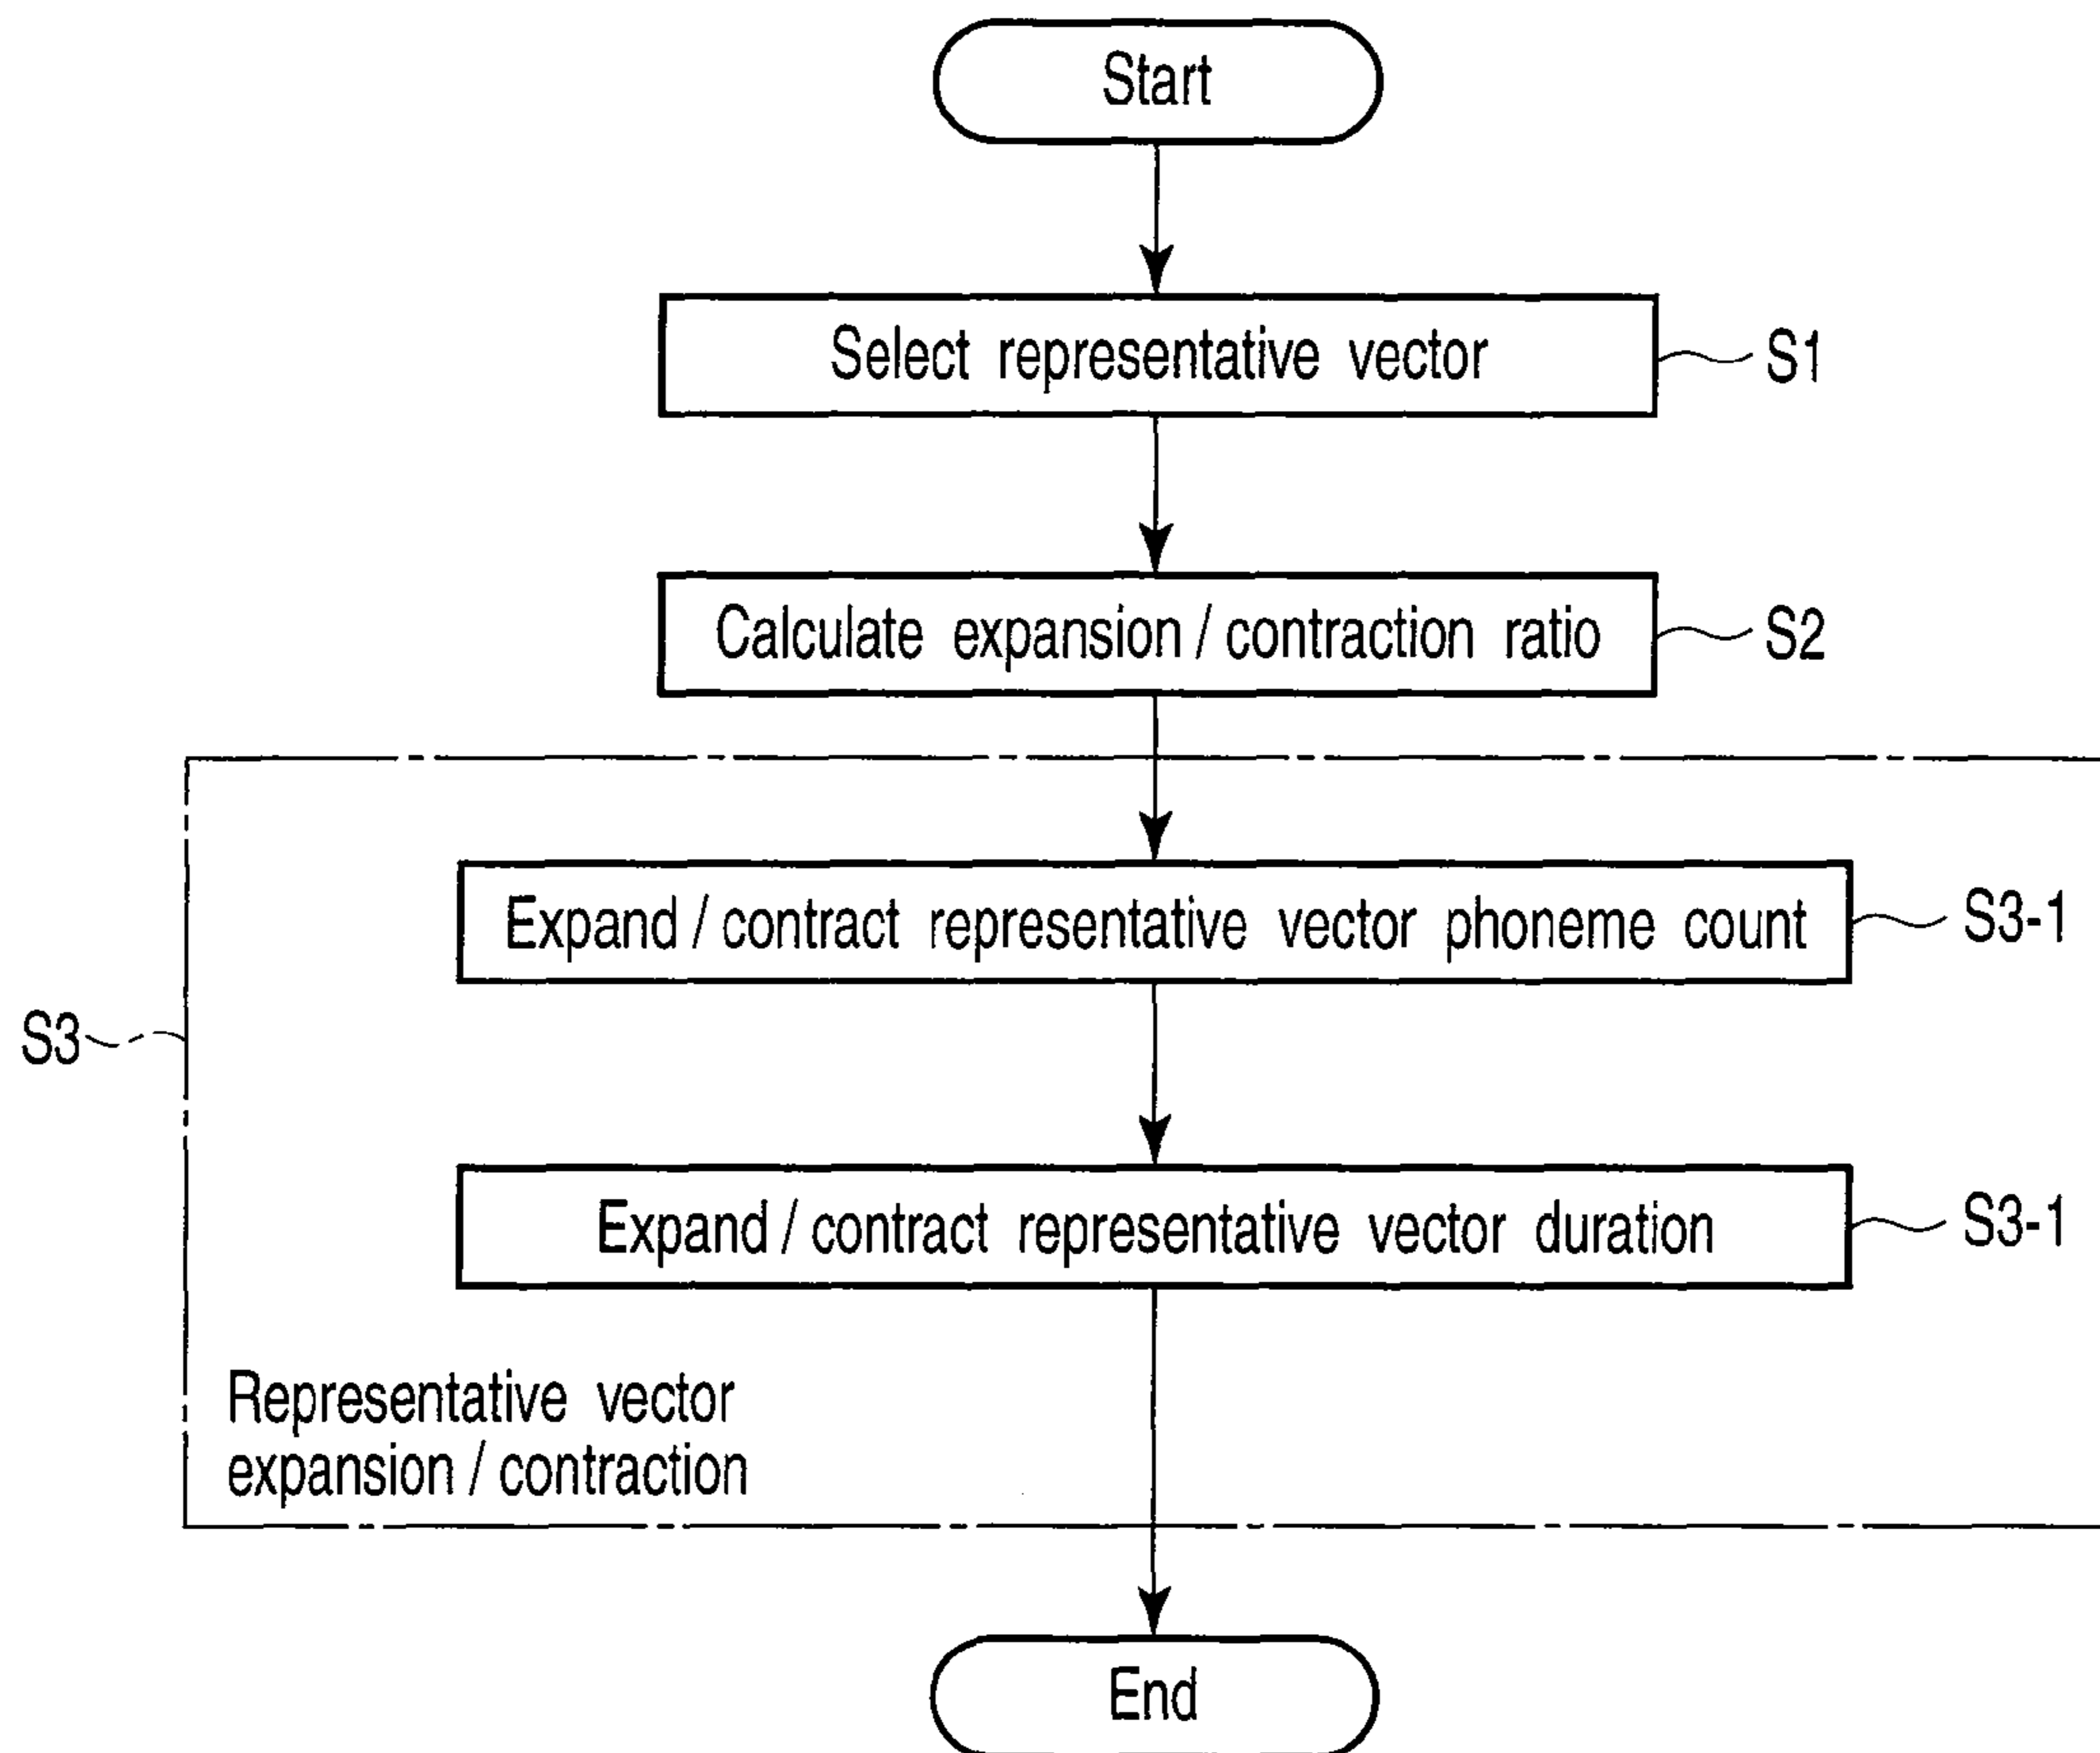 Start
Select representative vector
S1
Calculate expansion / contraction ratio
S2
Expand / contract representative vector phoneme count
S3-1
S3
Expand / contract representative vector duration
S3-1
Representative vector
expansion / contraction
End